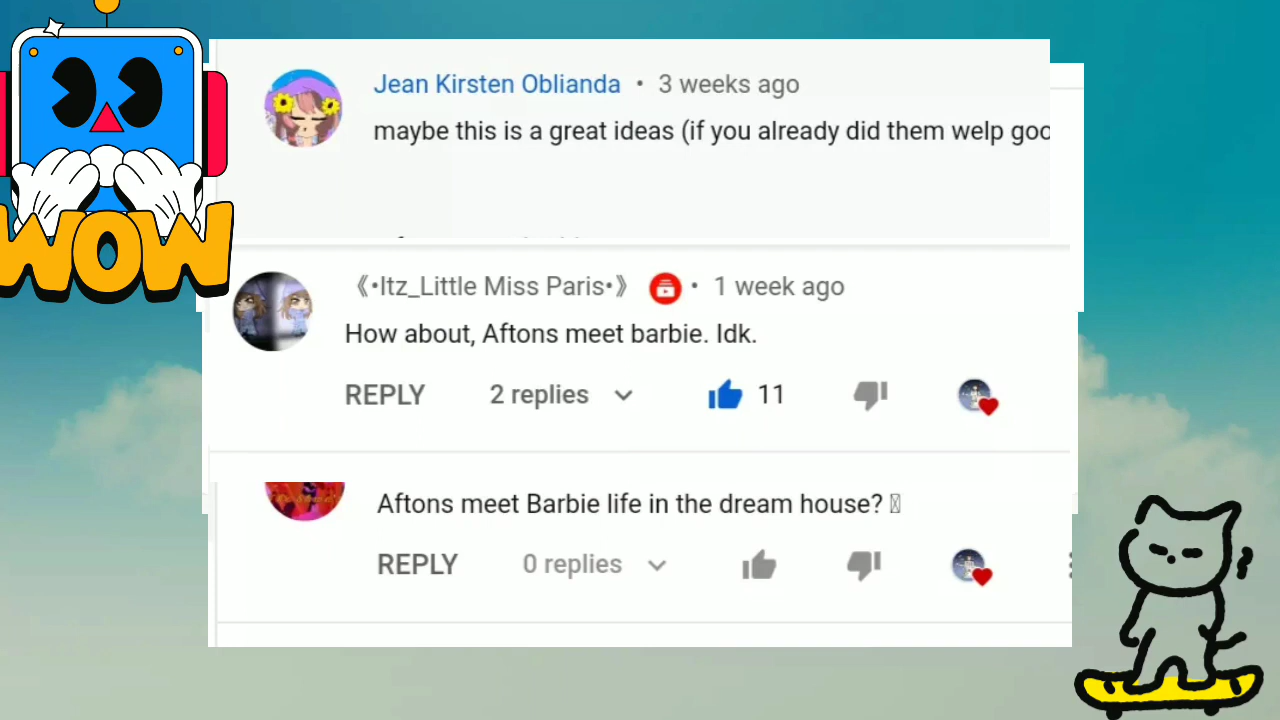 Jean Kirsten Oblianda • 3 weeks ago
maybe this is a great ideas (if you already did them welp goo
WOW
《•Itz_Little Miss Paris•》 • 1 week ago
How about, Aftons meet barbie. Idk.
REPLY 2 replies 11
Aftons meet Barbie life in the dream house?
REPLY 0 replies